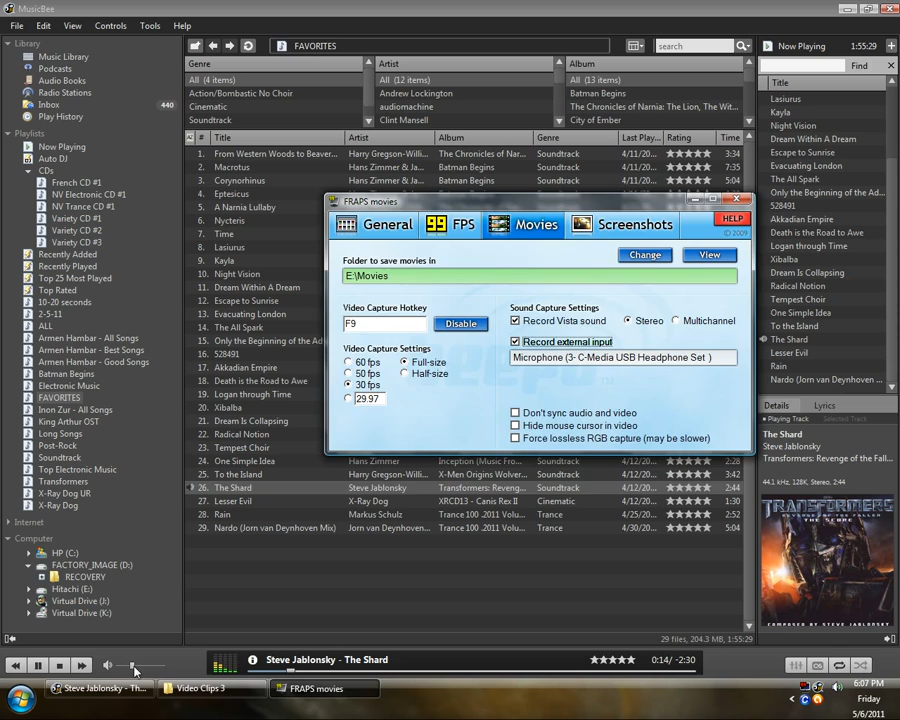 MusicBee
File Edit View Controls Tools Help
Library
Music Library
Podcasts
Audio Books
Radio Stations
Inbox 440
Play History
Playlists
Now Playing
Auto DJ
CDs
French CD #1
NV Electronic CD #1
NV Trance CD #1
Variety CD #1
Variety CD #2
Variety CD #3
Recently Added
Recently Played
Top 25 Most Played
Top Rated
10-20 seconds
2-5-11
ALL
Armen Hambar - All Songs
Armen Hambar - Best Songs
Armen Hambar - Good Songs
Batman Begins
Electronic Music
FAVORITES
Inon Zur - All Songs
King Arthur OST
Long Songs
Post-Rock
Soundtrack
Top Electronic Music
Transformers
X-Ray Dog UR
X-Ray Dog
Internet
Computer
HP (C:)
FACTORY_IMAGE (D:)
RECOVERY
Hitachi (E:)
Virtual Drive (J:)
Virtual Drive (K:)
FAVORITES
search
Genre Artist Album
All (4 items) All (12 items) All (13 items)
Action/Bombastic No Choir Andrew Lockington Batman Begins
Cinematic audiomachine The Chronicles of Narnia: The Lion, The Wit...
Soundtrack Clint Mansell City of Ember
# Title Artist Album Genre Last Play... Rating Time
1. From Western Woods to Beaver... Harry Gregson-Willi... The Chronicles of Nar... Soundtrack 4/11/20... 3:34
2. Macrotus Hans Zimmer & Ja... Batman Begins Soundtrack 4/11/20... 7:35
3. Corynorhinus Hans Zimmer & Ja... Batman Begins Soundtrack 4/11/20... 5:04
4. Eptesicus
5. A Narnia Lullaby
6. Nycteris
7. Time
8. Lasiurus
9. Kayla
10. Night Vision
11. Dream Within A Dream
12. Escape to Sunrise
13. Evacuating London
14. The All Spark
15. Only the Beginning of the Ad...
16. 528491
17. Akkadian Empire
18. Death is the Road to Awe
19. Logan through Time
20. Xibalba
21. Dream Is Collapsing
22. Radical Notion
23. Tempest Choir
24. One Simple Idea Hans Zimmer Inception (Music Fro... Soundtrack 4/12/20... 2:28
25. To the Island Harry Gregson-Willi... X-Men Origins Wolver... Soundtrack 4/12/20... 3:42
26. The Shard Steve Jablonsky Transformers: Reveng... Soundtrack 4/12/20... 2:44
27. Lesser Evil X-Ray Dog XRCD13 - Canis Rex II Cinematic 4/12/20... 1:30
28. Rain Markus Schulz Trance 100 .2011 Volu... Trance 4/25/20... 2:52
29. Nardo (Jorn van Deynhoven Mix) Jorn van Deynhoven Trance 100 .2011 Volu... Trance 4/30/20... 5:04
29 files, 204.3 MB, 1:55:29
FRAPS movies
General 99 FPS Movies Screenshots HELP
© 2009
Folder to save movies in Change View
E:\Movies
Video Capture Hotkey
F9 Disable
Video Capture Settings
60 fps Full-size
50 fps Half-size
30 fps
29.97
Sound Capture Settings
Record Vista sound Stereo Multichannel
Record external input
Microphone (3- C-Media USB Headphone Set )
Don't sync audio and video
Hide mouse cursor in video
Force lossless RGB capture (may be slower)
Now Playing 1:55:29
Find
Title
Lasiurus
Kayla
Night Vision
Dream Within A Dream
Escape to Sunrise
Evacuating London
The All Spark
Only the Beginning of the Ad...
528491
Akkadian Empire
Death is the Road to Awe
Logan through Time
Xibalba
Dream Is Collapsing
Radical Notion
Tempest Choir
One Simple Idea
To the Island
The Shard
Lesser Evil
Rain
Nardo (Jorn van Deynhoven...
Details Lyrics
Playing Track Selected Track
The Shard
Steve Jablonsky
Transformers: Revenge of the Fall...
44.1 kHz, 128K, Stereo, 2:44
TRANSFORMERS
REVENGE OF THE FALLEN
THE SCORE
COMPOSED BY STEVE JABLONSKY
Steve Jablonsky - The Shard 0:14/ -2:30
Steve Jablonsky - Th... Video Clips 3 FRAPS movies
6:07 PM
Friday
5/6/2011